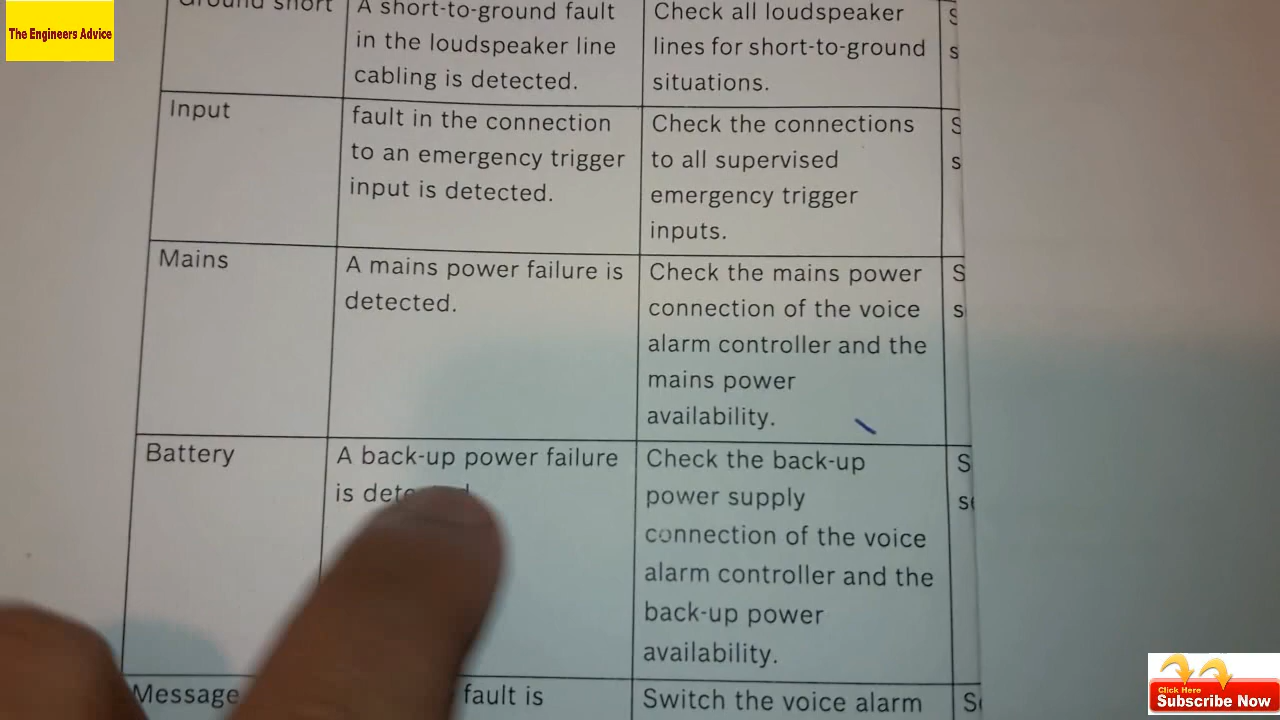 The Engineers Advice
Ground short
A short-to-ground fault
in the loudspeaker line
cabling is detected.
Check all loudspeaker
lines for short-to-ground
situations.
Input
fault in the connection
to an emergency trigger
input is detected.
Check the connections
to all supervised
emergency trigger
inputs.
Mains
A mains power failure is
detected.
Check the mains power
connection of the voice
alarm controller and the
mains power
availability.
Battery
A back-up power failure
is
Check the back-up
power supply
connection of the voice
alarm controller and the
back-up power
availability.
Message
fault is
Switch the voice alarm
Click Here
Subscribe Now